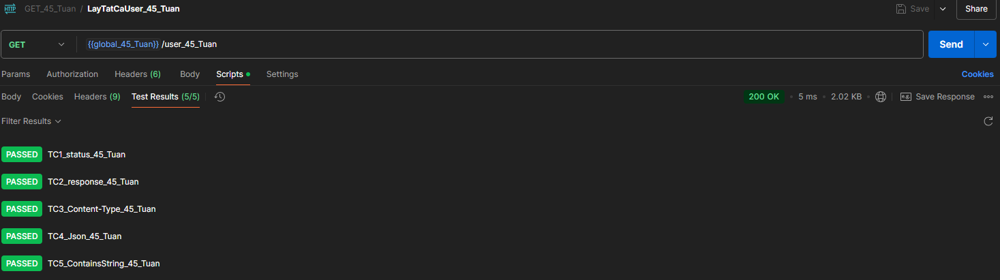 HTTP GET_45_Tuan / LayTatCaUser_45_Tuan Save Share
GET {{global_45_Tuan}} /user_45_Tuan Send
Params Authorization Headers (6) Body Scripts Settings Cookies
Body Cookies Headers (9) Test Results (5/5) 200 OK • 5 ms • 2.02 KB • e.g. Save Response
Filter Results
PASSED TC1_status_45_Tuan
PASSED TC2_response_45_Tuan
PASSED TC3_Content-Type_45_Tuan
PASSED TC4_Json_45_Tuan
PASSED TC5_ContainsString_45_Tuan